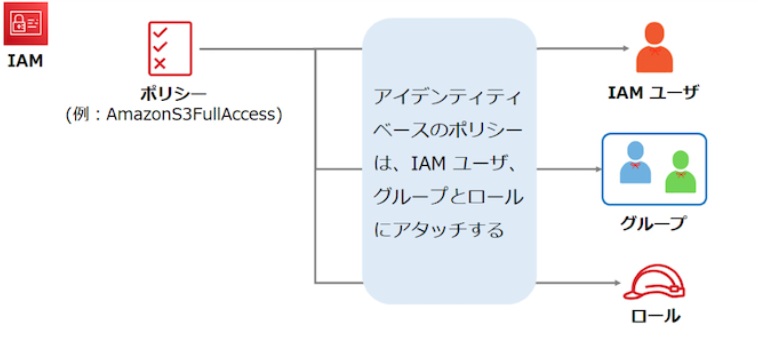 IAM
ポリシー
(例：AmazonS3FullAccess)
アイデンティティ
ベースのポリシー
は、IAM ユーザ、
グループとロール
にアタッチする
IAM ユーザ
グループ
ロール